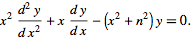 x² d²y/dx² + x dy/dx − (x² + n²) y = 0.